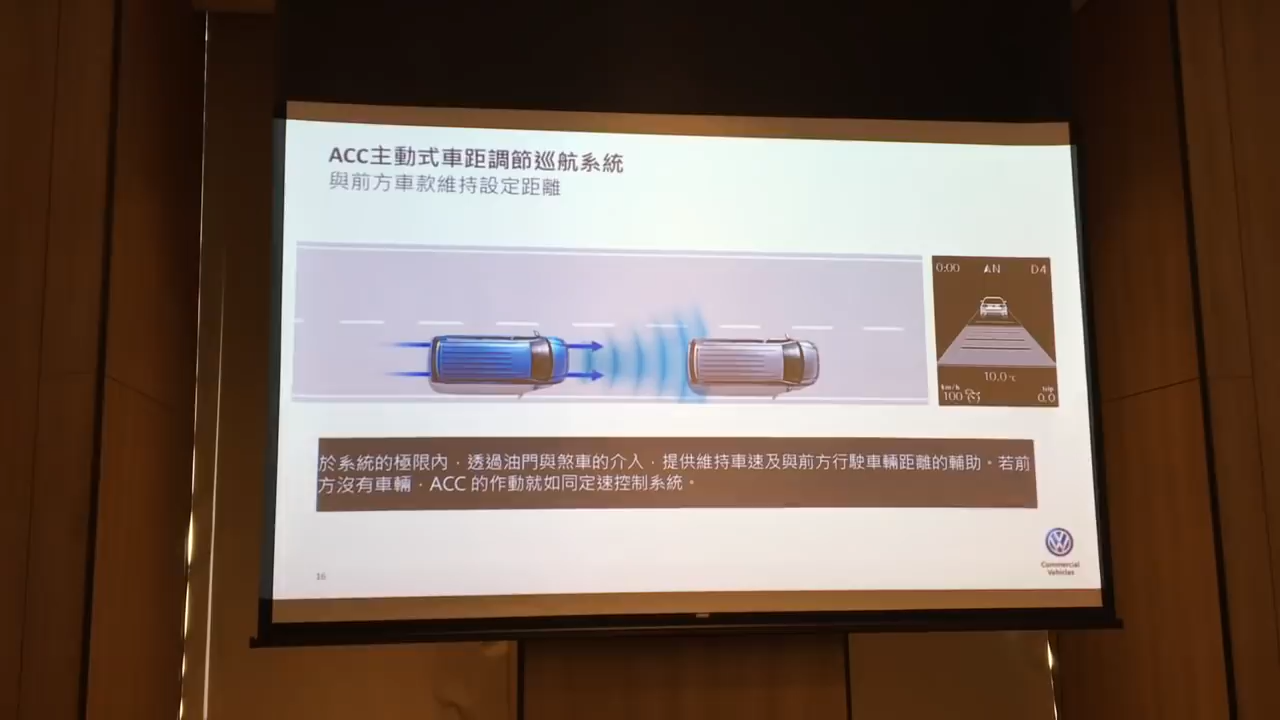 ACC主動式車距調節巡航系統
與前方車款維持設定距離
0:00 AN D4
10.0℃
km/h trip
100 0.0
於系統的極限內，透過油門與煞車的介入，提供維持車速及與前方行駛車輛距離的輔助。若前
方沒有車輛，ACC 的作動就如同定速控制系統。
Commercial
Vehicles
16